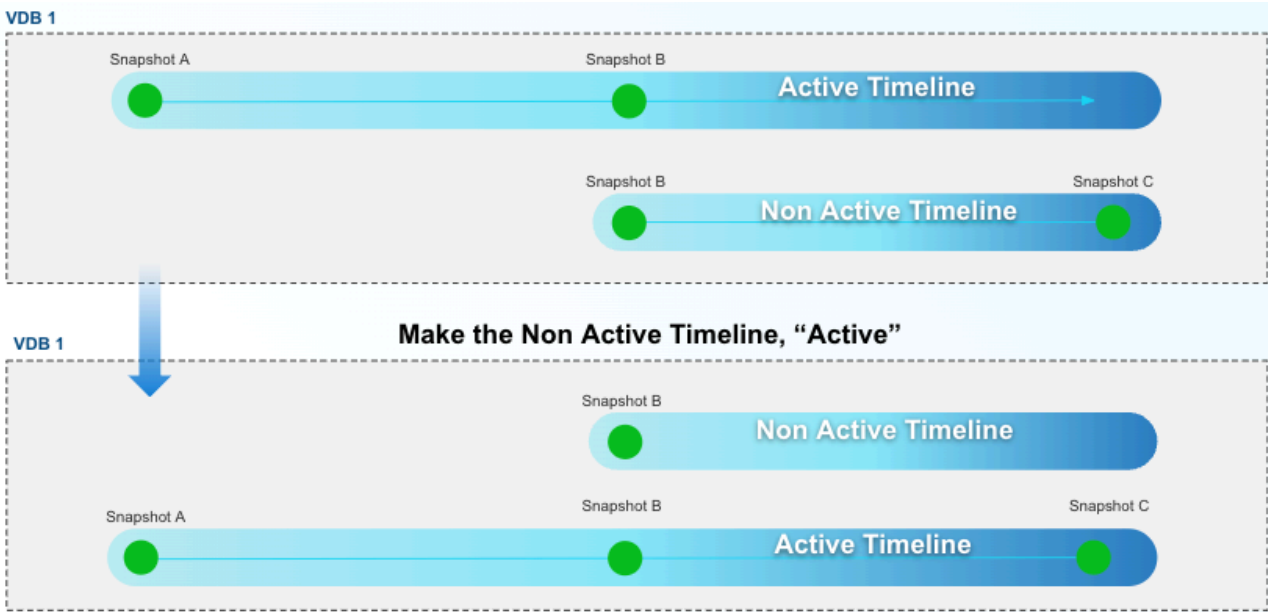 VDB 1
Snapshot A
Snapshot B
Active Timeline
Snapshot B
Snapshot C
Non Active Timeline
Make the Non Active Timeline, “Active”
VDB 1
Snapshot B
Non Active Timeline
Snapshot A
Snapshot B
Snapshot C
Active Timeline